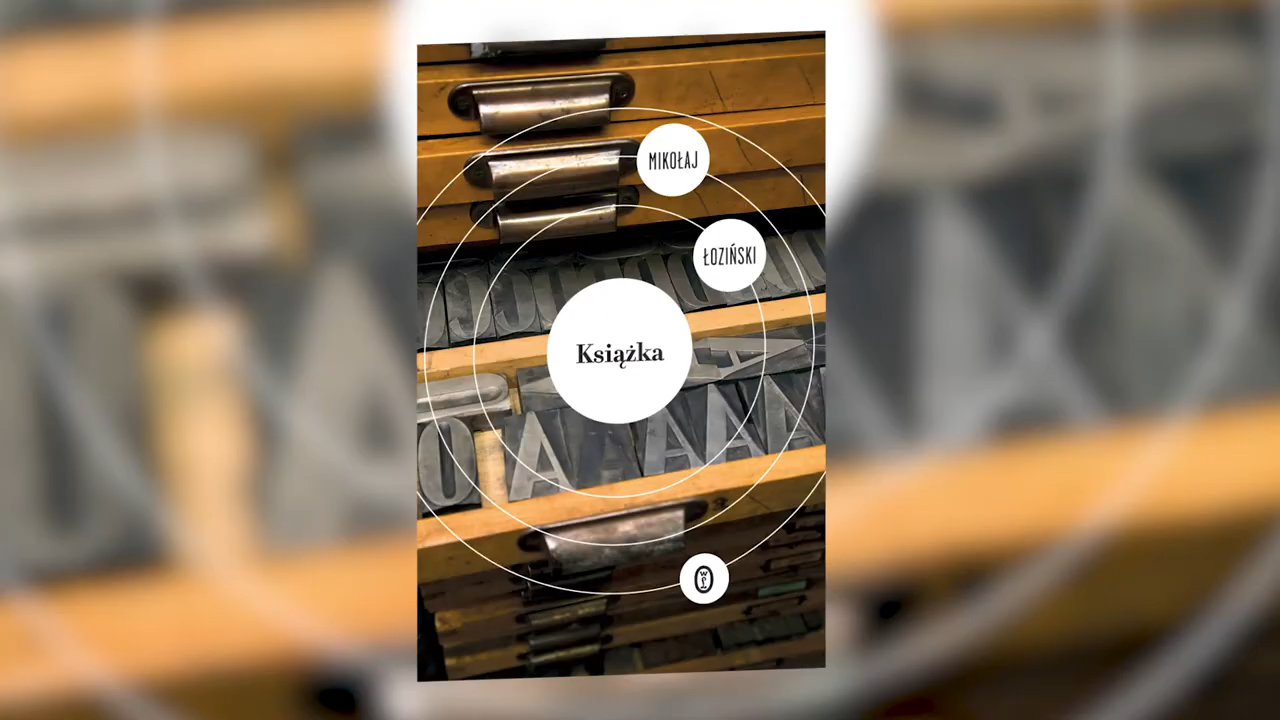 MIKOŁAJ
ŁOZIŃSKI
Książka
A
O A A A A